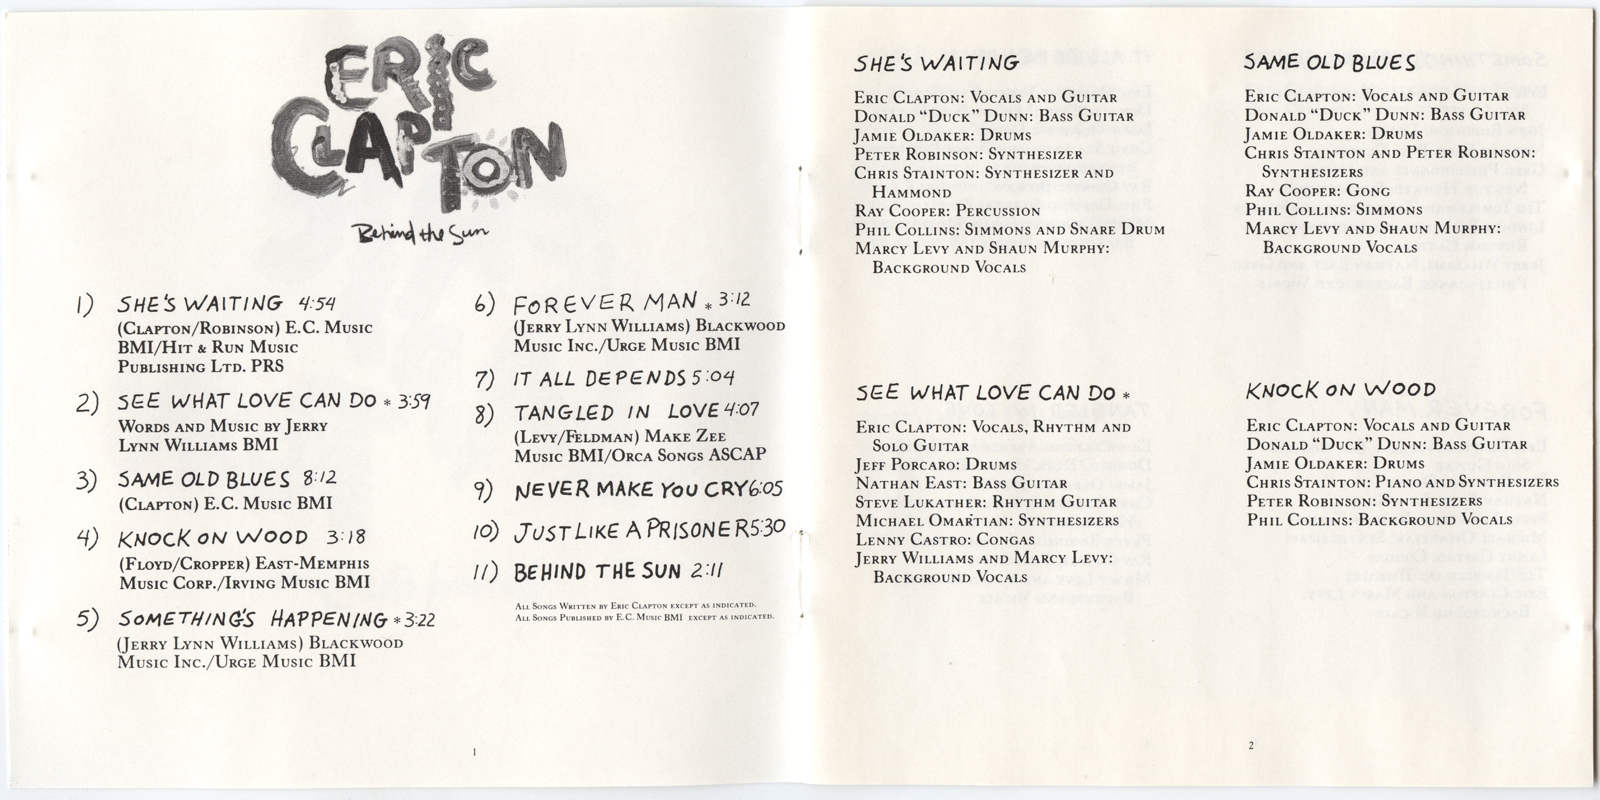 ERIC
CLAPTON
Behind the Sun
1) SHE'S WAITING 4:54
(Clapton/Robinson) E.C. Music
BMI/Hit & Run Music
Publishing Ltd. PRS
2) SEE WHAT LOVE CAN DO * 3:59
Words and Music by Jerry
Lynn Williams BMI
3) SAME OLD BLUES 8:12
(Clapton) E.C. Music BMI
4) KNOCK ON WOOD 3:18
(Floyd/Cropper) East-Memphis
Music Corp./Irving Music BMI
5) SOMETHING'S HAPPENING * 3:22
(Jerry Lynn Williams) Blackwood
Music Inc./Urge Music BMI
6) FOREVER MAN * 3:12
(Jerry Lynn Williams) Blackwood
Music Inc./Urge Music BMI
7) IT ALL DEPENDS 5:04
8) TANGLED IN LOVE 4:07
(Levy/Feldman) Make Zee
Music BMI/Orca Songs ASCAP
9) NEVER MAKE YOU CRY 6:05
10) JUST LIKE A PRISONER 5:30
11) BEHIND THE SUN 2:11
All Songs Written by Eric Clapton except as indicated.
All Songs Published by E.C. Music BMI except as indicated.
1
SHE'S WAITING
Eric Clapton: Vocals and Guitar
Donald “Duck” Dunn: Bass Guitar
Jamie Oldaker: Drums
Peter Robinson: Synthesizer
Chris Stainton: Synthesizer and
Hammond
Ray Cooper: Percussion
Phil Collins: Simmons and Snare Drum
Marcy Levy and Shaun Murphy:
Background Vocals
SEE WHAT LOVE CAN DO *
Eric Clapton: Vocals, Rhythm and
Solo Guitar
Jeff Porcaro: Drums
Nathan East: Bass Guitar
Steve Lukather: Rhythm Guitar
Michael Omartian: Synthesizers
Lenny Castro: Congas
Jerry Williams and Marcy Levy:
Background Vocals
SAME OLD BLUES
Eric Clapton: Vocals and Guitar
Donald “Duck” Dunn: Bass Guitar
Jamie Oldaker: Drums
Chris Stainton and Peter Robinson:
Synthesizers
Ray Cooper: Gong
Phil Collins: Simmons
Marcy Levy and Shaun Murphy:
Background Vocals
KNOCK ON WOOD
Eric Clapton: Vocals and Guitar
Donald “Duck” Dunn: Bass Guitar
Jamie Oldaker: Drums
Chris Stainton: Piano and Synthesizers
Peter Robinson: Synthesizers
Phil Collins: Background Vocals
2